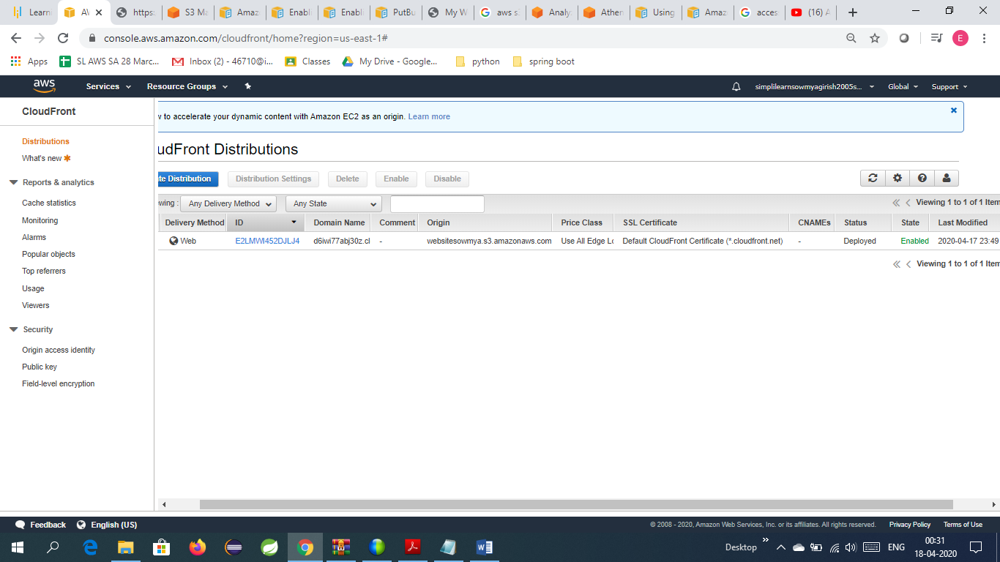 Learn
AW
https:
S3 Ma
Amaz
Enabli
Enabli
PutBu
My W
aws s
Analy
Athen
Using
Amaz
acces
(16) A
console.aws.amazon.com/cloudfront/home?region=us-east-1#
E
Apps
SL AWS SA 28 Marc...
Inbox (2) - 46710@i...
Classes
My Drive - Google...
python
spring boot
aws
Services
Resource Groups
simplilearnsowmyagirish2005s...
Global
Support
CloudFront
Distributions
What's new
Reports & analytics
Cache statistics
Monitoring
Alarms
Popular objects
Top referrers
Usage
Viewers
Security
Origin access identity
Public key
Field-level encryption
w to accelerate your dynamic content with Amazon EC2 as an origin. Learn more
udFront Distributions
te Distribution
Distribution Settings
Delete
Enable
Disable
wing : Any Delivery Method
Any State
Viewing 1 to 1 of 1 Item
Delivery Method ID Domain Name Comment Origin Price Class SSL Certificate CNAMEs Status State Last Modified
Web E2LMWI452DJLJ4 d6iwi77abj30z.cl - websitesowmya.s3.amazonaws.com Use All Edge Lo Default CloudFront Certificate (*.cloudfront.net) - Deployed Enabled 2020-04-17 23:49
Viewing 1 to 1 of 1 Item
Feedback
English (US)
© 2008 - 2020, Amazon Web Services, Inc. or its affiliates. All rights reserved.
Privacy Policy
Terms of Use
Desktop
ENG
00:31
18-04-2020